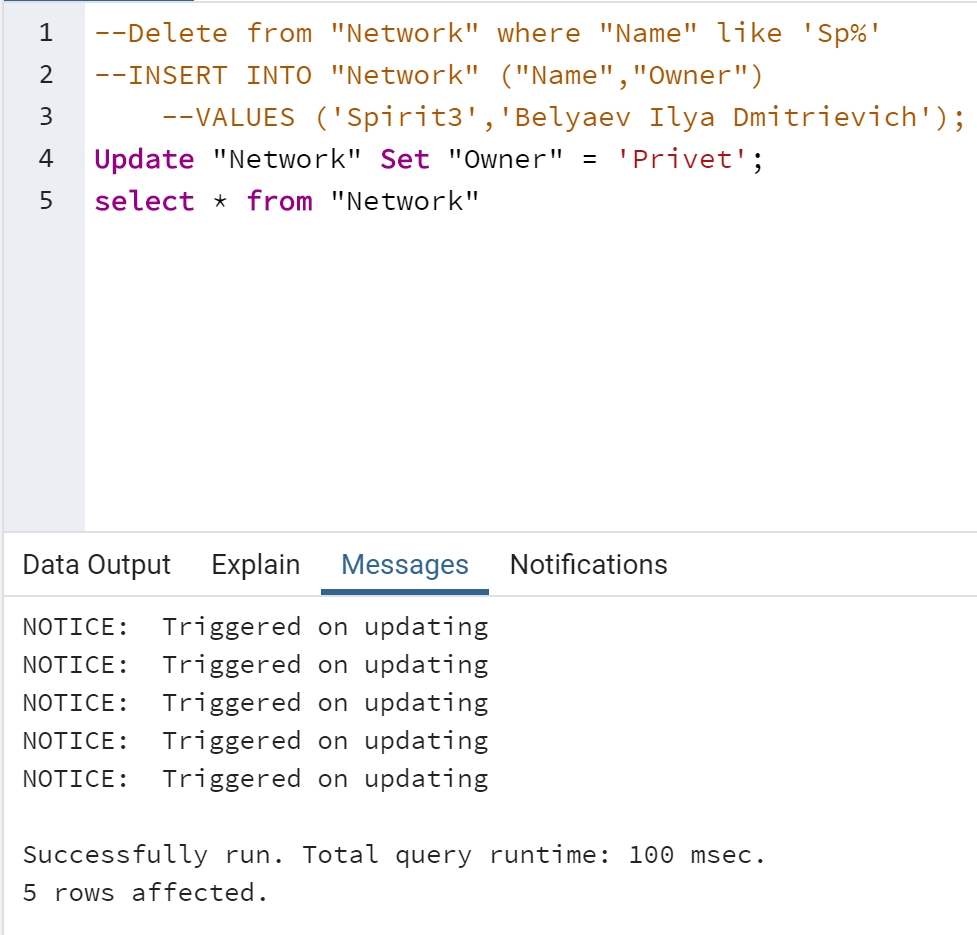 1 --Delete from "Network" where "Name" like 'Sp%'
2 --INSERT INTO "Network" ("Name","Owner")
3     --VALUES ('Spirit3','Belyaev Ilya Dmitrievich');
4 Update "Network" Set "Owner" = 'Privet';
5 select * from "Network"
Data Output Explain Messages Notifications
NOTICE:  Triggered on updating
NOTICE:  Triggered on updating
NOTICE:  Triggered on updating
NOTICE:  Triggered on updating
NOTICE:  Triggered on updating
Successfully run. Total query runtime: 100 msec.
5 rows affected.